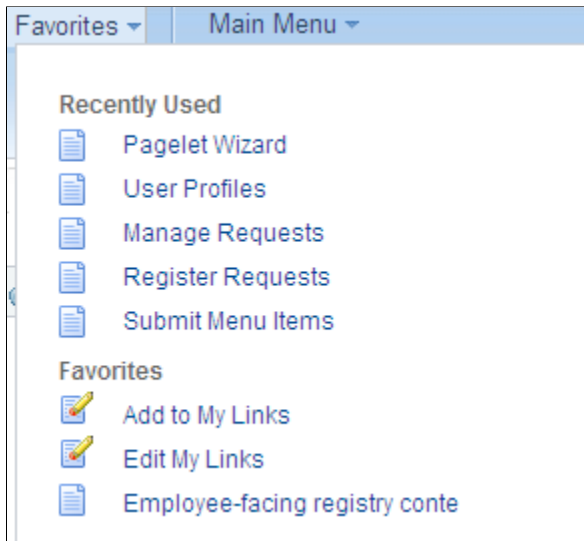 Favorites Main Menu
Recently Used
Pagelet Wizard
User Profiles
Manage Requests
Register Requests
Submit Menu Items
Favorites
Add to My Links
Edit My Links
Employee-facing registry conte